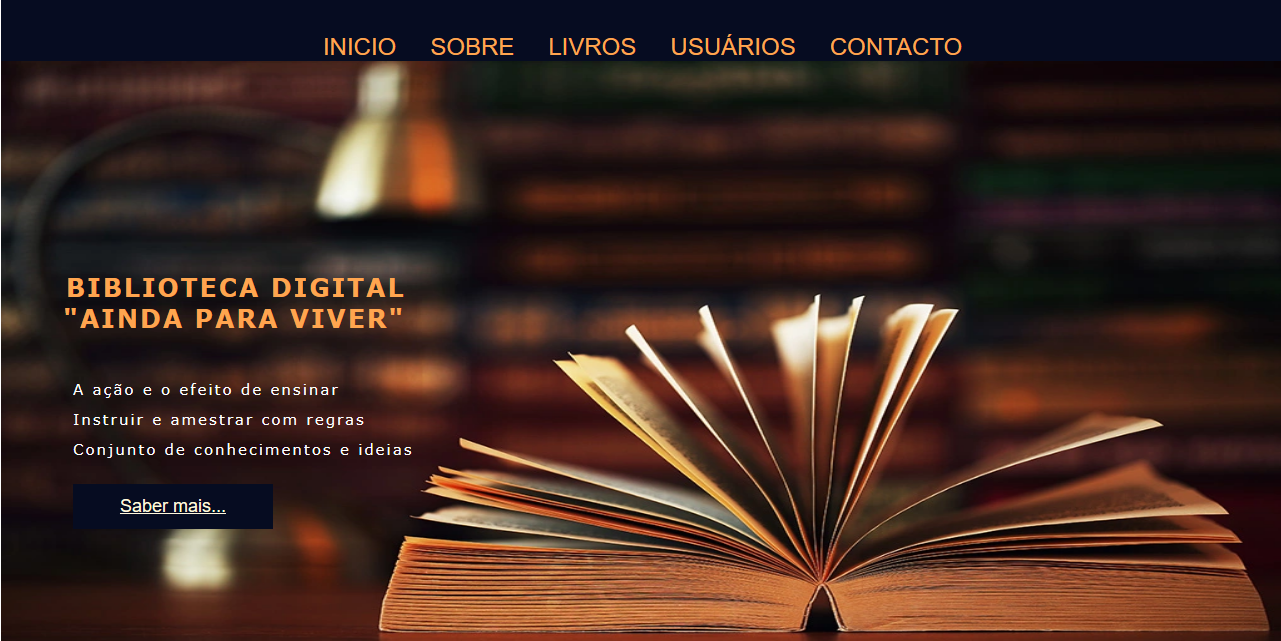 INICIO SOBRE LIVROS USUÁRIOS CONTACTO
BIBLIOTECA DIGITAL
"AINDA PARA VIVER"
A ação e o efeito de ensinar
Instruir e amestrar com regras
Conjunto de conhecimentos e ideias
Saber mais...